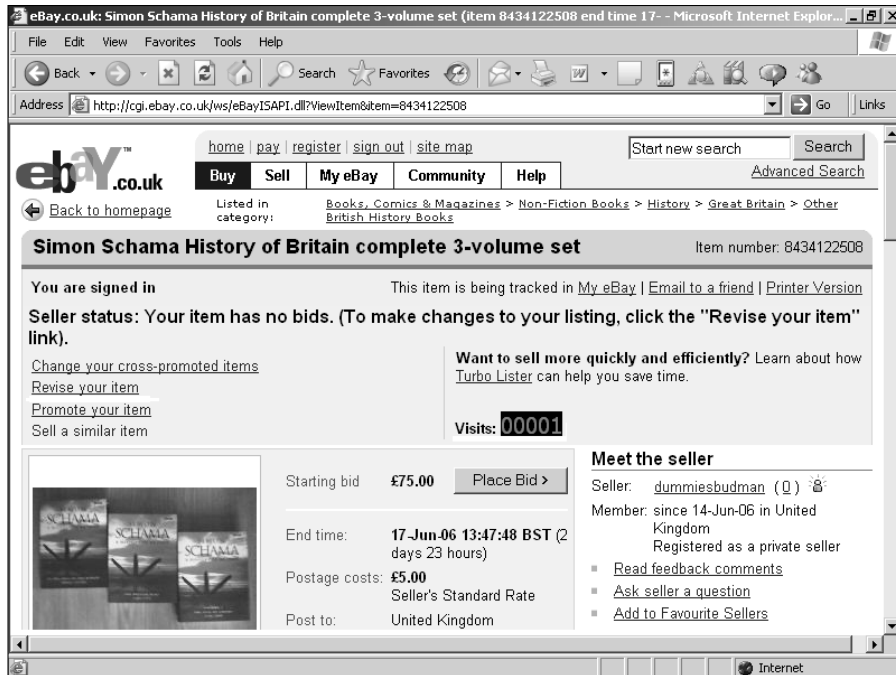 eBay.co.uk: Simon Schama History of Britain complete 3-volume set (item 8434122508 end time 17- - Microsoft Internet Explor...
File Edit View Favorites Tools Help
Back Search Favorites
Address http://cgi.ebay.co.uk/ws/eBayISAPI.dll?ViewItem&item=8434122508 Go Links
home | pay | register | sign out | site map Start new search Search
ebaY™.co.uk Buy Sell My eBay Community Help Advanced Search
Back to homepage Listed in category: Books, Comics & Magazines > Non-Fiction Books > History > Great Britain > Other
British History Books
Simon Schama History of Britain complete 3-volume set Item number: 8434122508
You are signed in This item is being tracked in My eBay | Email to a friend | Printer Version
Seller status: Your item has no bids. (To make changes to your listing, click the "Revise your item"
link).
Change your cross-promoted items
Revise your item
Promote your item
Sell a similar item
Want to sell more quickly and efficiently? Learn about how
Turbo Lister can help you save time.
Visits: 00001
SCHAMA
SCHAMA
SCHAMA
Starting bid £75.00 Place Bid >
End time: 17-Jun-06 13:47:48 BST (2
days 23 hours)
Postage costs: £5.00
Seller's Standard Rate
Post to: United Kingdom
Meet the seller
Seller: dummiesbudman (0)
Member: since 14-Jun-06 in United
Kingdom
Registered as a private seller
Read feedback comments
Ask seller a question
Add to Favourite Sellers
Internet